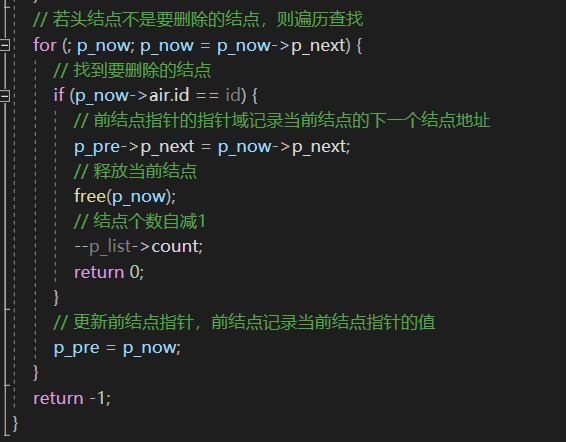 // 若头结点不是要删除的结点，则遍历查找
for (; p_now; p_now = p_now->p_next) {
// 找到要删除的结点
if (p_now->air.id == id) {
// 前结点指针的指针域记录当前结点的下一个结点地址
p_pre->p_next = p_now->p_next;
// 释放当前结点
free(p_now);
// 结点个数自减1
--p_list->count;
return 0;
}
// 更新前结点指针，前结点记录当前结点指针的值
p_pre = p_now;
}
return -1;
}